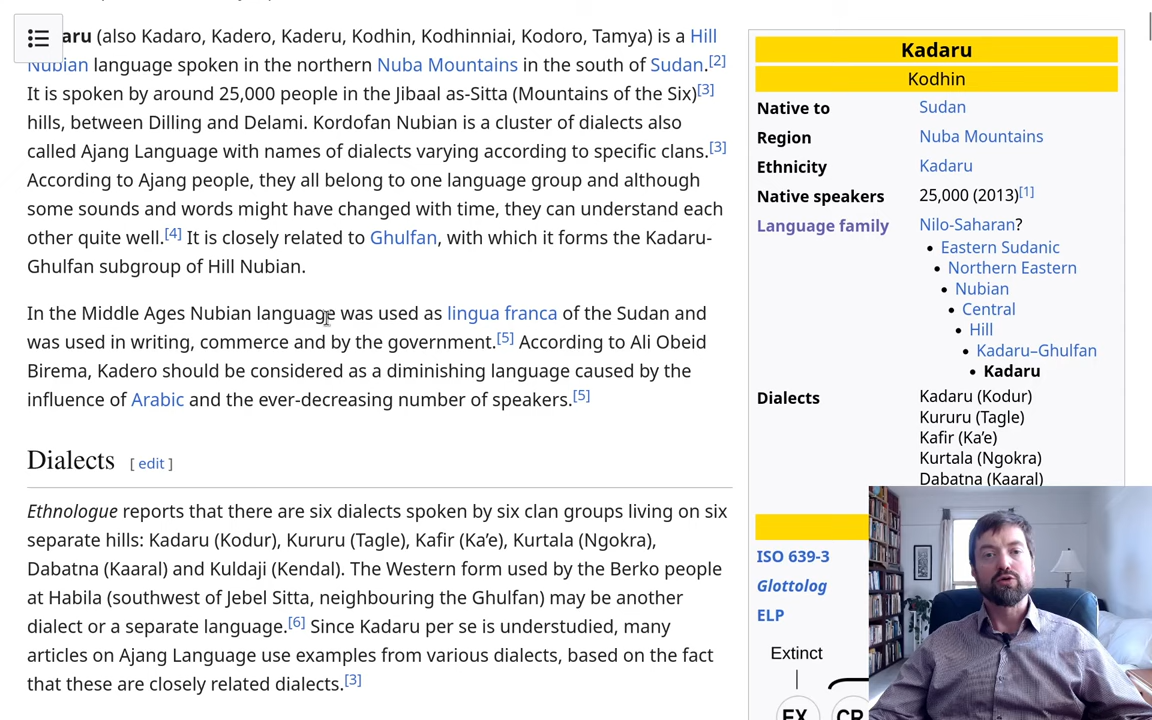 aru (also Kadaro, Kadero, Kaderu, Kodhin, Kodhinniai, Kodoro, Tamya) is a Hill
Nubian language spoken in the northern Nuba Mountains in the south of Sudan.[2]
It is spoken by around 25,000 people in the Jibaal as-Sitta (Mountains of the Six)[3]
hills, between Dilling and Delami. Kordofan Nubian is a cluster of dialects also
called Ajang Language with names of dialects varying according to specific clans.[3]
According to Ajang people, they all belong to one language group and although
some sounds and words might have changed with time, they can understand each
other quite well.[4] It is closely related to Ghulfan, with which it forms the Kadaru-
Ghulfan subgroup of Hill Nubian.
In the Middle Ages Nubian language was used as lingua franca of the Sudan and
was used in writing, commerce and by the government.[5] According to Ali Obeid
Birema, Kadero should be considered as a diminishing language caused by the
influence of Arabic and the ever-decreasing number of speakers.[5]
Dialects [ edit ]
Ethnologue reports that there are six dialects spoken by six clan groups living on six
separate hills: Kadaru (Kodur), Kururu (Tagle), Kafir (Ka’e), Kurtala (Ngokra),
Dabatna (Kaaral) and Kuldaji (Kendal). The Western form used by the Berko people
at Habila (southwest of Jebel Sitta, neighbouring the Ghulfan) may be another
dialect or a separate language.[6] Since Kadaru per se is understudied, many
articles on Ajang Language use examples from various dialects, based on the fact
that these are closely related dialects.[3]
Kadaru
Kodhin
Native to Sudan
Region Nuba Mountains
Ethnicity Kadaru
Native speakers 25,000 (2013)[1]
Language family Nilo-Saharan?
• Eastern Sudanic
• Northern Eastern
• Nubian
• Central
• Hill
• Kadaru–Ghulfan
• Kadaru
Dialects Kadaru (Kodur)
Kururu (Tagle)
Kafir (Ka’e)
Kurtala (Ngokra)
Dabatna (Kaaral)
ISO 639-3
Glottolog
ELP
Extinct
EX CR